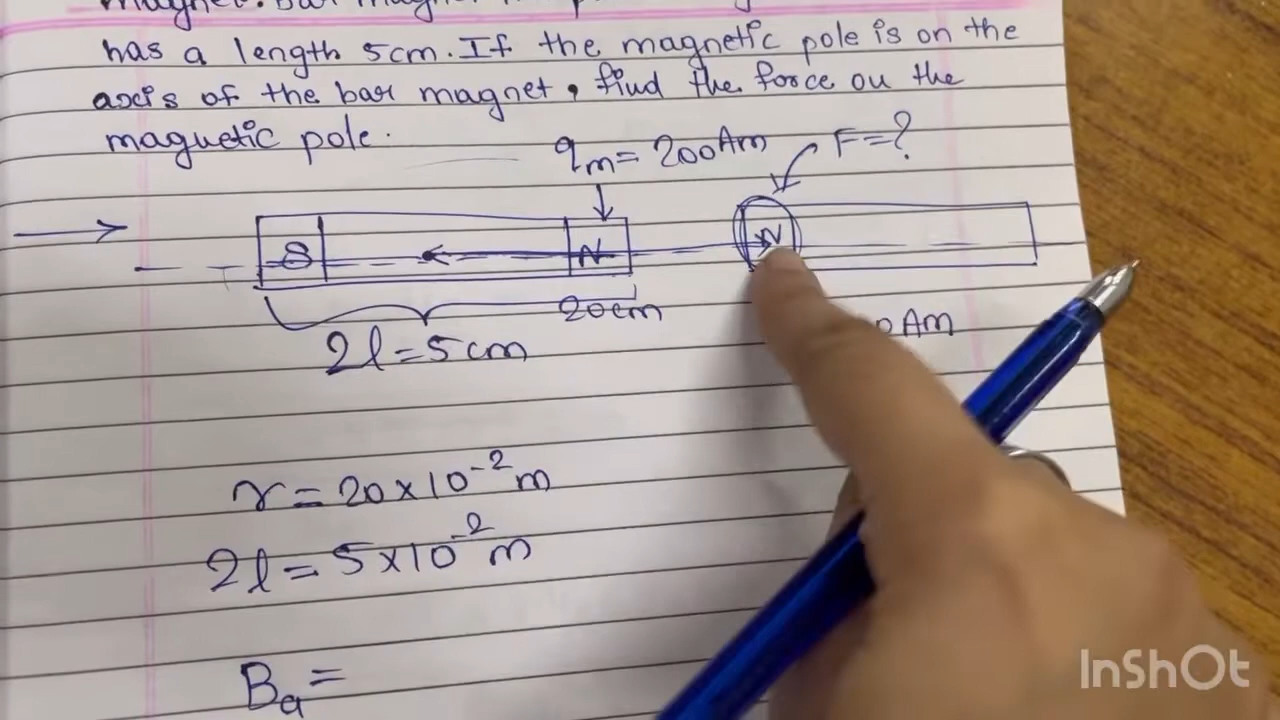 has a length 5cm. If the magnetic pole is on the
axis of the bar magnet, find the force on the
magnetic pole.
qm = 200Am F=?
S N N
20cm
2l = 5cm
Am
r = 20×10⁻² m
2l = 5×10⁻² m
Ba =
InShOt